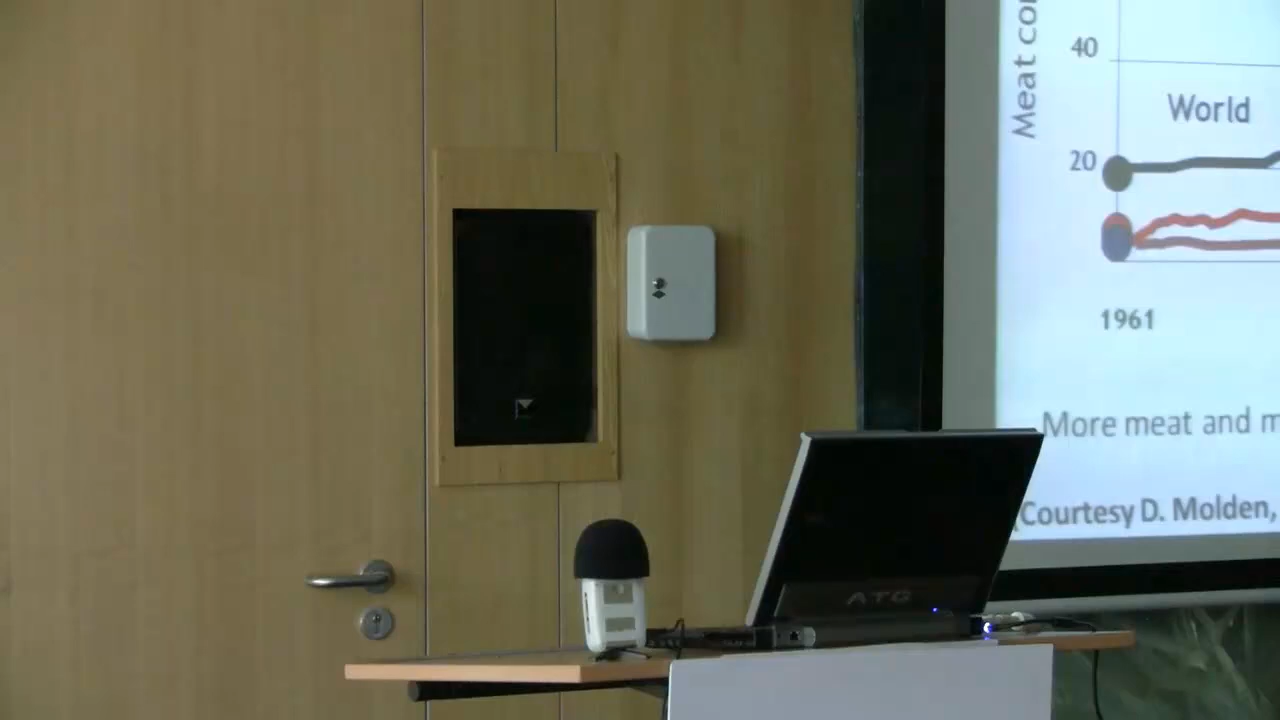 Meat co
40
World
20
1961
More meat and m
(Courtesy D. Molden,
ATG